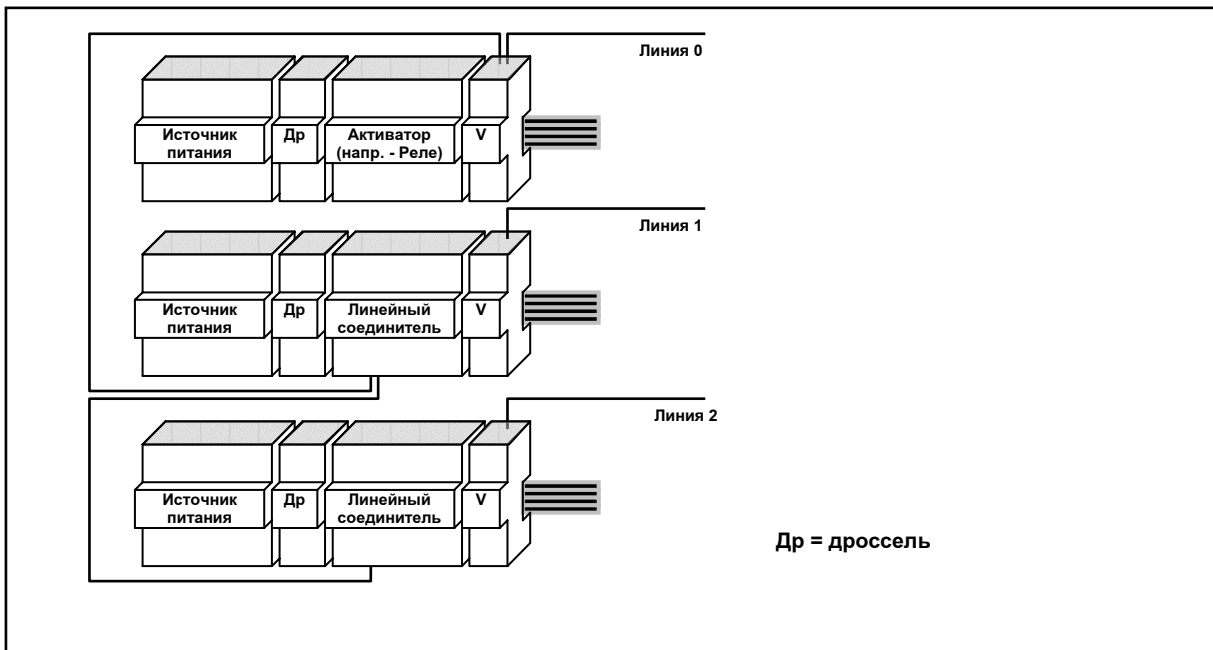 Линия 0
Источник
питания
Др
Активатор
(напр. - Реле)
V
Линия 1
Источник
питания
Др
Линейный
соединитель
V
Линия 2
Источник
питания
Др
Линейный
соединитель
V
Др = дроссель